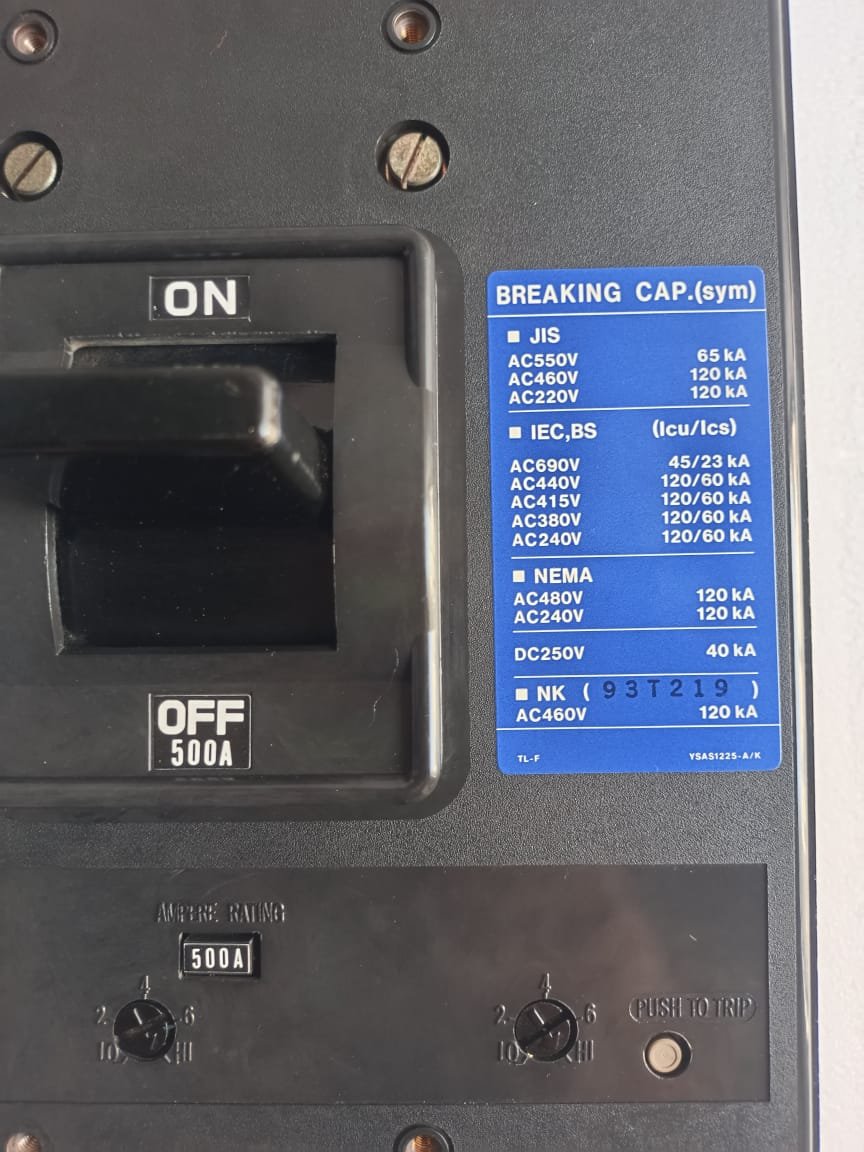 ON
BREAKING CAP.(sym)
JIS
AC550V 65 kA
AC460V 120 kA
AC220V 120 kA
IEC,BS (Icu/Ics)
AC690V 45/23 kA
AC440V 120/60 kA
AC415V 120/60 kA
AC380V 120/60 kA
AC240V 120/60 kA
NEMA
AC480V 120 kA
AC240V 120 kA
DC250V 40 kA
NK ( 93T219 )
AC460V 120 kA
TL-F YSAS1225-A/K
OFF
500A
AMPERE RATING
500A
4
2 6
LO HI
4
2 6
LO HI
PUSH TO TRIP